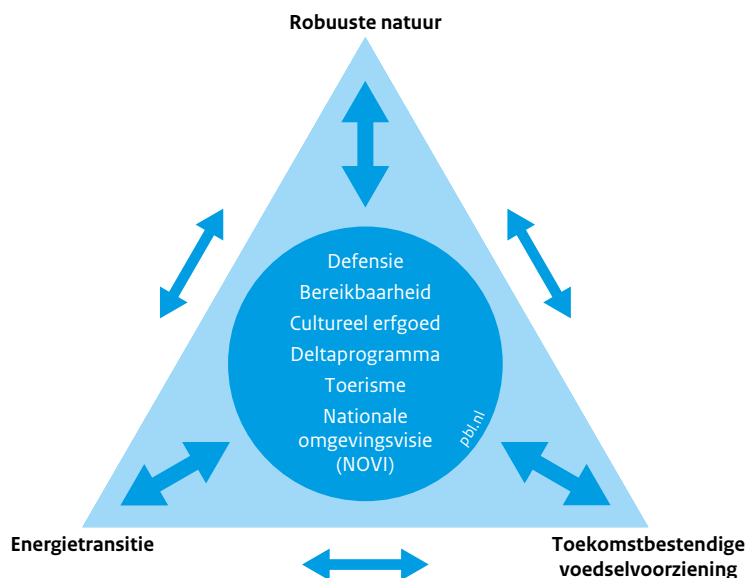 Robuuste natuur
Defensie
Bereikbaarheid
Cultureel erfgoed
Deltaprogramma
Toerisme
Nationale
omgevingsvisie
(NOVI)
pbl.nl
Energietransitie
Toekomstbestendige
voedselvoorziening